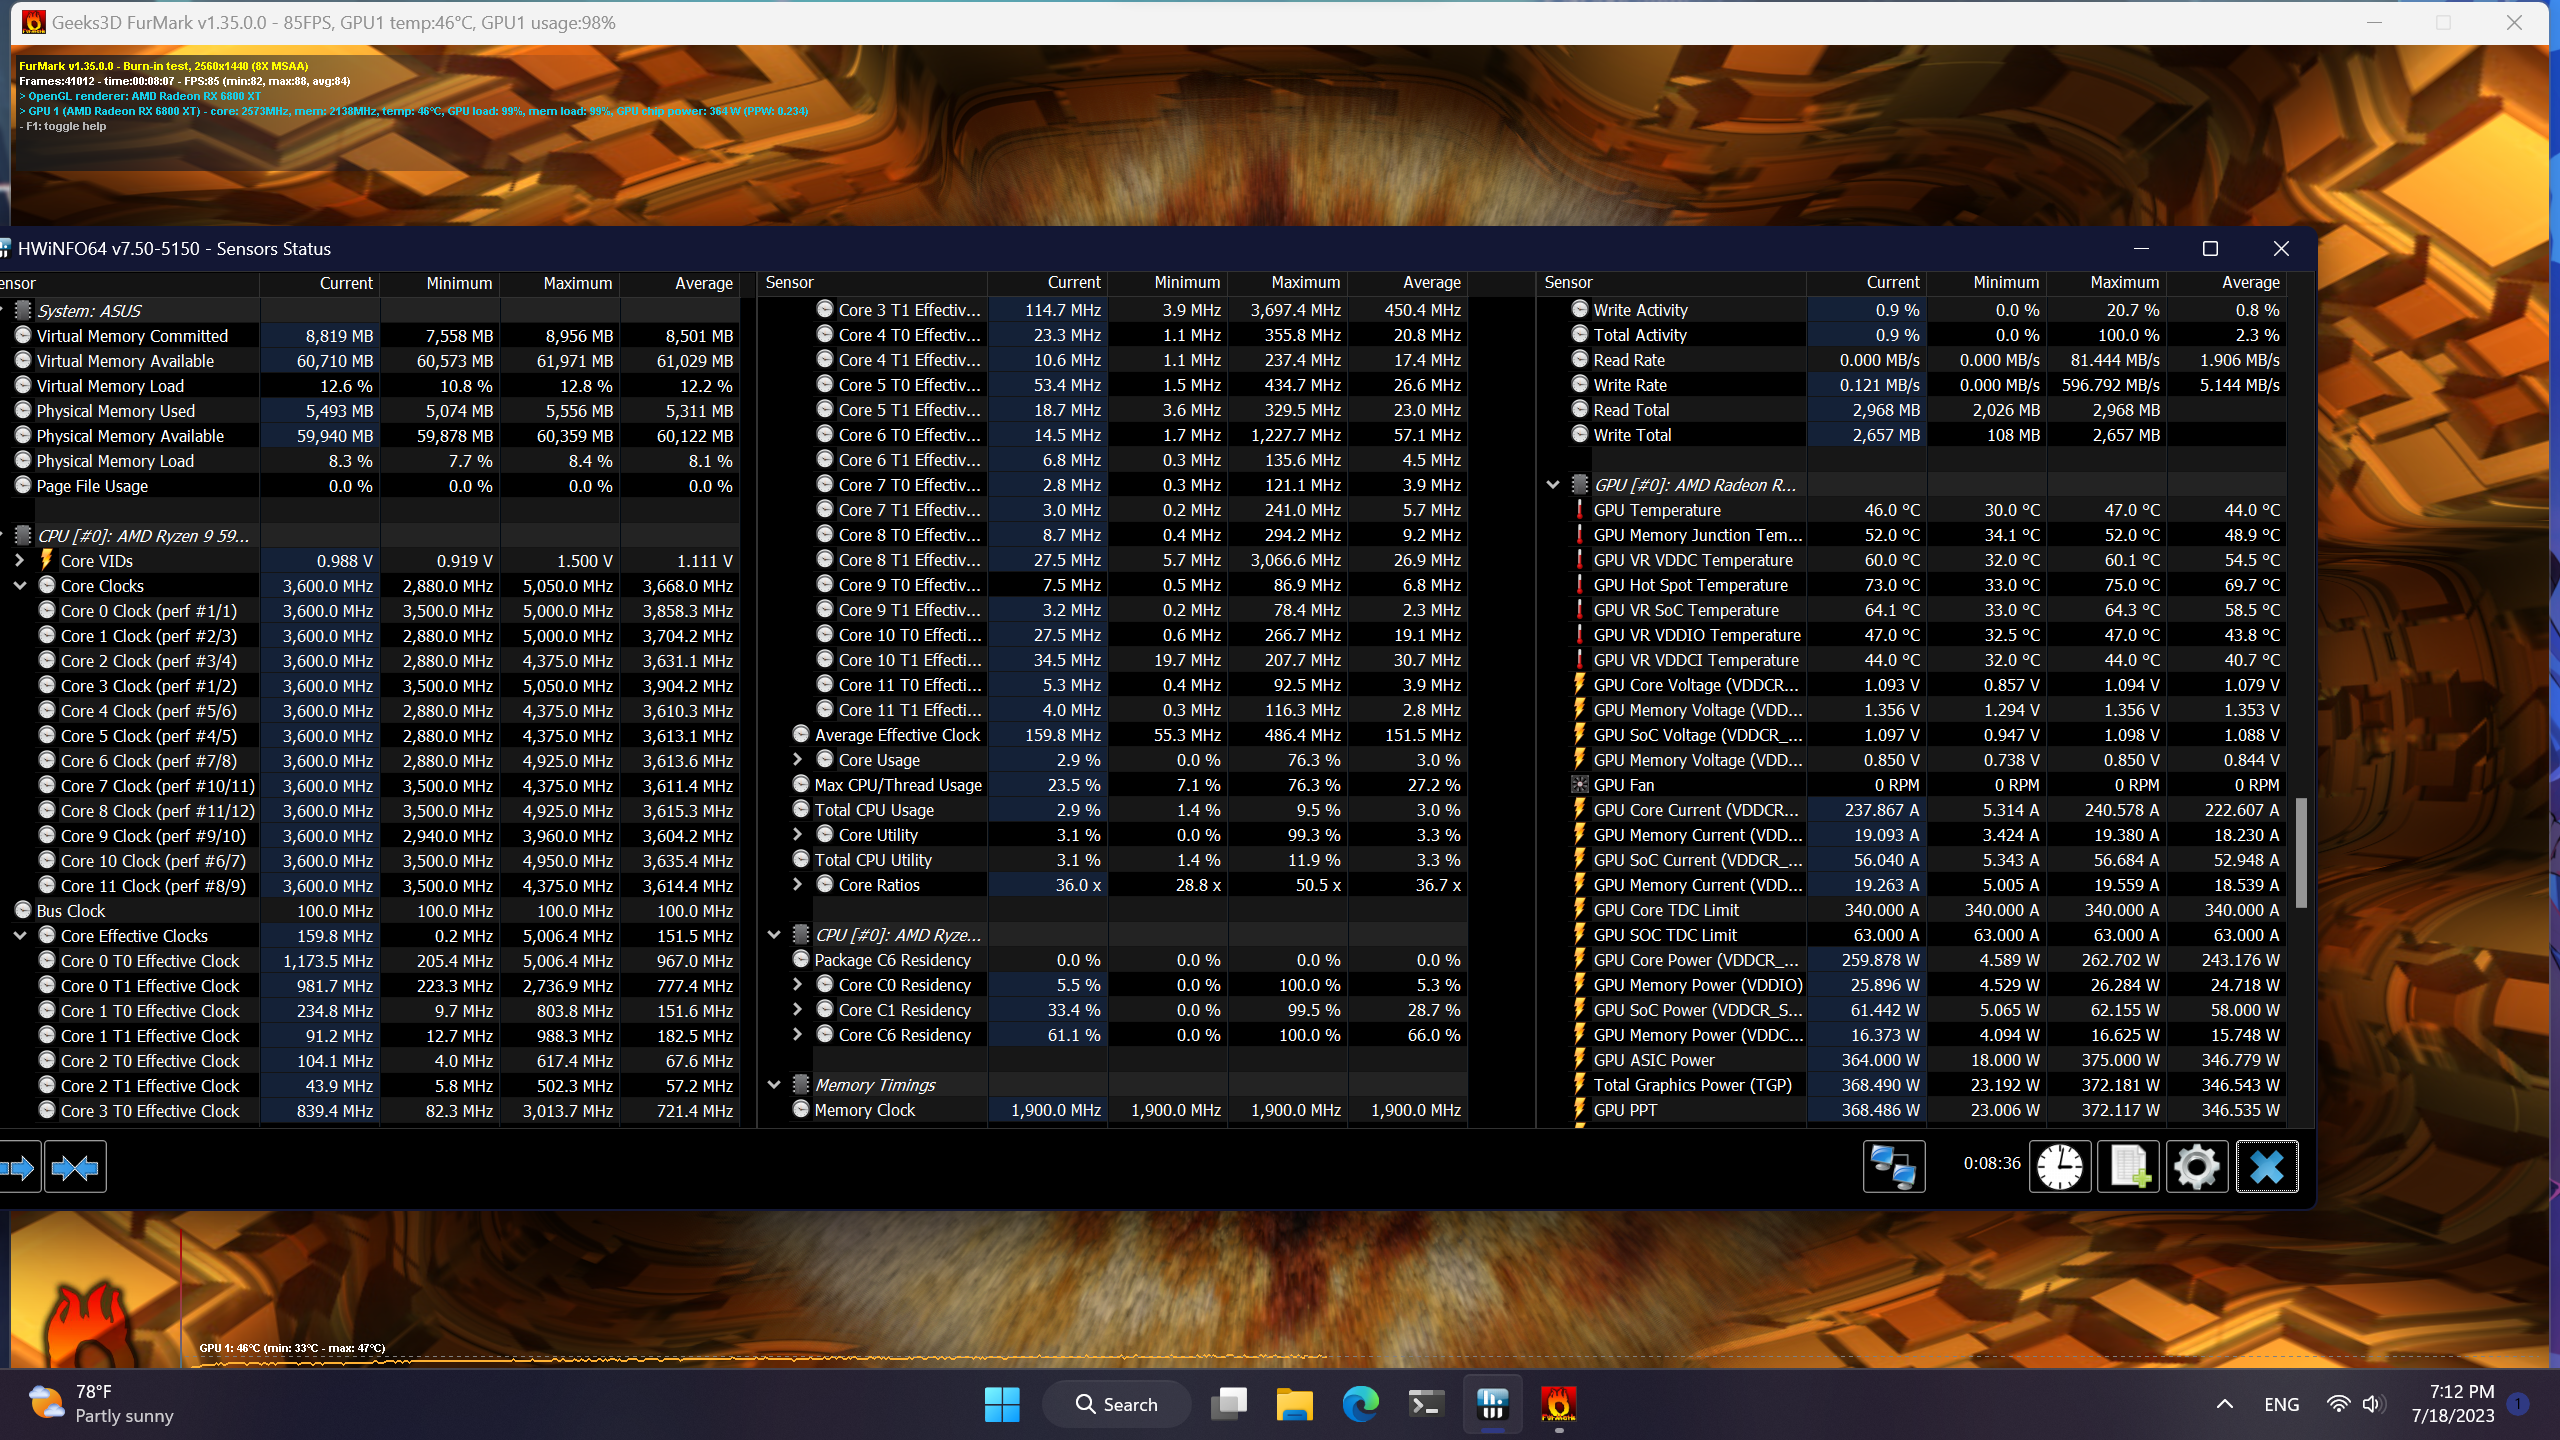 Geeks3D FurMark v1.35.0.0 - 85FPS, GPU1 temp:46°C, GPU1 usage:98%
FurMark v1.35.0.0 - Burn-in test, 2560x1440 (8X MSAA)
Frames:41012 - time:00:08:07 - FPS:85 (min:82, max:88, avg:84)
> OpenGL renderer: AMD Radeon RX 6800 XT
> GPU 1 (AMD Radeon RX 6800 XT) - core: 2573MHz, mem: 2138MHz, temp: 46°C, GPU load: 99%, mem load: 99%, GPU chip power: 364 W (PPW: 0.234)
- F1: toggle help
HWiNFO64 v7.50-5150 - Sensors Status
ensor Current Minimum Maximum Average
System: ASUS
Virtual Memory Committed 8,819 MB 7,558 MB 8,956 MB 8,501 MB
Virtual Memory Available 60,710 MB 60,573 MB 61,971 MB 61,029 MB
Virtual Memory Load 12.6 % 10.8 % 12.8 % 12.2 %
Physical Memory Used 5,493 MB 5,074 MB 5,556 MB 5,311 MB
Physical Memory Available 59,940 MB 59,878 MB 60,359 MB 60,122 MB
Physical Memory Load 8.3 % 7.7 % 8.4 % 8.1 %
Page File Usage 0.0 % 0.0 % 0.0 % 0.0 %
CPU [#0]: AMD Ryzen 9 59...
Core VIDs 0.988 V 0.919 V 1.500 V 1.111 V
Core Clocks 3,600.0 MHz 2,880.0 MHz 5,050.0 MHz 3,668.0 MHz
Core 0 Clock (perf #1/1) 3,600.0 MHz 3,500.0 MHz 5,000.0 MHz 3,858.3 MHz
Core 1 Clock (perf #2/3) 3,600.0 MHz 2,880.0 MHz 5,000.0 MHz 3,704.2 MHz
Core 2 Clock (perf #3/4) 3,600.0 MHz 2,880.0 MHz 4,375.0 MHz 3,631.1 MHz
Core 3 Clock (perf #1/2) 3,600.0 MHz 3,500.0 MHz 5,050.0 MHz 3,904.2 MHz
Core 4 Clock (perf #5/6) 3,600.0 MHz 2,880.0 MHz 4,375.0 MHz 3,610.3 MHz
Core 5 Clock (perf #4/5) 3,600.0 MHz 2,880.0 MHz 4,375.0 MHz 3,613.1 MHz
Core 6 Clock (perf #7/8) 3,600.0 MHz 2,880.0 MHz 4,925.0 MHz 3,613.6 MHz
Core 7 Clock (perf #10/11) 3,600.0 MHz 3,500.0 MHz 4,375.0 MHz 3,611.4 MHz
Core 8 Clock (perf #11/12) 3,600.0 MHz 3,500.0 MHz 4,925.0 MHz 3,615.3 MHz
Core 9 Clock (perf #9/10) 3,600.0 MHz 2,940.0 MHz 3,960.0 MHz 3,604.2 MHz
Core 10 Clock (perf #6/7) 3,600.0 MHz 3,500.0 MHz 4,950.0 MHz 3,635.4 MHz
Core 11 Clock (perf #8/9) 3,600.0 MHz 3,500.0 MHz 4,375.0 MHz 3,614.4 MHz
Bus Clock 100.0 MHz 100.0 MHz 100.0 MHz 100.0 MHz
Core Effective Clocks 159.8 MHz 0.2 MHz 5,006.4 MHz 151.5 MHz
Core 0 T0 Effective Clock 1,173.5 MHz 205.4 MHz 5,006.4 MHz 967.0 MHz
Core 0 T1 Effective Clock 981.7 MHz 223.3 MHz 2,736.9 MHz 777.4 MHz
Core 1 T0 Effective Clock 234.8 MHz 9.7 MHz 803.8 MHz 151.6 MHz
Core 1 T1 Effective Clock 91.2 MHz 12.7 MHz 988.3 MHz 182.5 MHz
Core 2 T0 Effective Clock 104.1 MHz 4.0 MHz 617.4 MHz 67.6 MHz
Core 2 T1 Effective Clock 43.9 MHz 5.8 MHz 502.3 MHz 57.2 MHz
Core 3 T0 Effective Clock 839.4 MHz 82.3 MHz 3,013.7 MHz 721.4 MHz
Sensor Current Minimum Maximum Average
Core 3 T1 Effectiv... 114.7 MHz 3.9 MHz 3,697.4 MHz 450.4 MHz
Core 4 T0 Effectiv... 23.3 MHz 1.1 MHz 355.8 MHz 20.8 MHz
Core 4 T1 Effectiv... 10.6 MHz 1.1 MHz 237.4 MHz 17.4 MHz
Core 5 T0 Effectiv... 53.4 MHz 1.5 MHz 434.7 MHz 26.6 MHz
Core 5 T1 Effectiv... 18.7 MHz 3.6 MHz 329.5 MHz 23.0 MHz
Core 6 T0 Effectiv... 14.5 MHz 1.7 MHz 1,227.7 MHz 57.1 MHz
Core 6 T1 Effectiv... 6.8 MHz 0.3 MHz 135.6 MHz 4.5 MHz
Core 7 T0 Effectiv... 2.8 MHz 0.3 MHz 121.1 MHz 3.9 MHz
Core 7 T1 Effectiv... 3.0 MHz 0.2 MHz 241.0 MHz 5.7 MHz
Core 8 T0 Effectiv... 8.7 MHz 0.4 MHz 294.2 MHz 9.2 MHz
Core 8 T1 Effectiv... 27.5 MHz 5.7 MHz 3,066.6 MHz 26.9 MHz
Core 9 T0 Effectiv... 7.5 MHz 0.5 MHz 86.9 MHz 6.8 MHz
Core 9 T1 Effectiv... 3.2 MHz 0.2 MHz 78.4 MHz 2.3 MHz
Core 10 T0 Effecti... 27.5 MHz 0.6 MHz 266.7 MHz 19.1 MHz
Core 10 T1 Effecti... 34.5 MHz 19.7 MHz 207.7 MHz 30.7 MHz
Core 11 T0 Effecti... 5.3 MHz 0.4 MHz 92.5 MHz 3.9 MHz
Core 11 T1 Effecti... 4.0 MHz 0.3 MHz 116.3 MHz 2.8 MHz
Average Effective Clock 159.8 MHz 55.3 MHz 486.4 MHz 151.5 MHz
Core Usage 2.9 % 0.0 % 76.3 % 3.0 %
Max CPU/Thread Usage 23.5 % 7.1 % 76.3 % 27.2 %
Total CPU Usage 2.9 % 1.4 % 9.5 % 3.0 %
Core Utility 3.1 % 0.0 % 99.3 % 3.3 %
Total CPU Utility 3.1 % 1.4 % 11.9 % 3.3 %
Core Ratios 36.0 x 28.8 x 50.5 x 36.7 x
CPU [#0]: AMD Ryze...
Package C6 Residency 0.0 % 0.0 % 0.0 % 0.0 %
Core C0 Residency 5.5 % 0.0 % 100.0 % 5.3 %
Core C1 Residency 33.4 % 0.0 % 99.5 % 28.7 %
Core C6 Residency 61.1 % 0.0 % 100.0 % 66.0 %
Memory Timings
Memory Clock 1,900.0 MHz 1,900.0 MHz 1,900.0 MHz 1,900.0 MHz
Sensor Current Minimum Maximum Average
Write Activity 0.9 % 0.0 % 20.7 % 0.8 %
Total Activity 0.9 % 0.0 % 100.0 % 2.3 %
Read Rate 0.000 MB/s 0.000 MB/s 81.444 MB/s 1.906 MB/s
Write Rate 0.121 MB/s 0.000 MB/s 596.792 MB/s 5.144 MB/s
Read Total 2,968 MB 2,026 MB 2,968 MB
Write Total 2,657 MB 108 MB 2,657 MB
GPU [#0]: AMD Radeon R...
GPU Temperature 46.0 °C 30.0 °C 47.0 °C 44.0 °C
GPU Memory Junction Tem... 52.0 °C 34.1 °C 52.0 °C 48.9 °C
GPU VR VDDC Temperature 60.0 °C 32.0 °C 60.1 °C 54.5 °C
GPU Hot Spot Temperature 73.0 °C 33.0 °C 75.0 °C 69.7 °C
GPU VR SoC Temperature 64.1 °C 33.0 °C 64.3 °C 58.5 °C
GPU VR VDDIO Temperature 47.0 °C 32.5 °C 47.0 °C 43.8 °C
GPU VR VDDCI Temperature 44.0 °C 32.0 °C 44.0 °C 40.7 °C
GPU Core Voltage (VDDCR... 1.093 V 0.857 V 1.094 V 1.079 V
GPU Memory Voltage (VDD... 1.356 V 1.294 V 1.356 V 1.353 V
GPU SoC Voltage (VDDCR_... 1.097 V 0.947 V 1.098 V 1.088 V
GPU Memory Voltage (VDD... 0.850 V 0.738 V 0.850 V 0.844 V
GPU Fan 0 RPM 0 RPM 0 RPM 0 RPM
GPU Core Current (VDDCR... 237.867 A 5.314 A 240.578 A 222.607 A
GPU Memory Current (VDD... 19.093 A 3.424 A 19.380 A 18.230 A
GPU SoC Current (VDDCR_... 56.040 A 5.343 A 56.684 A 52.948 A
GPU Memory Current (VDD... 19.263 A 5.005 A 19.559 A 18.539 A
GPU Core TDC Limit 340.000 A 340.000 A 340.000 A 340.000 A
GPU SOC TDC Limit 63.000 A 63.000 A 63.000 A 63.000 A
GPU Core Power (VDDCR_... 259.878 W 4.589 W 262.702 W 243.176 W
GPU Memory Power (VDDIO) 25.896 W 4.529 W 26.284 W 24.718 W
GPU SoC Power (VDDCR_S... 61.442 W 5.065 W 62.155 W 58.000 W
GPU Memory Power (VDDC... 16.373 W 4.094 W 16.625 W 15.748 W
GPU ASIC Power 364.000 W 18.000 W 375.000 W 346.779 W
Total Graphics Power (TGP) 368.490 W 23.192 W 372.181 W 346.543 W
GPU PPT 368.486 W 23.006 W 372.117 W 346.535 W
0:08:36
GPU 1: 46°C (min: 33°C - max: 47°C)
78°F
Partly sunny
Search
ENG
7:12 PM
7/18/2023
1